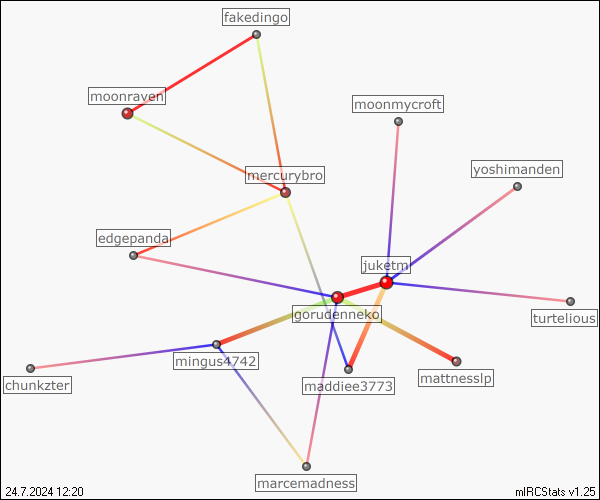 fakedingo
moonraven
moonmycroft
yoshimanden
mercurybro
edgepanda
juketm
gorudenneko
turtelious
mingus4742
mattnesslp
chunkzter
maddiee3773
marcemadness
24.7.2024 12:20
mIRCStats v1.25